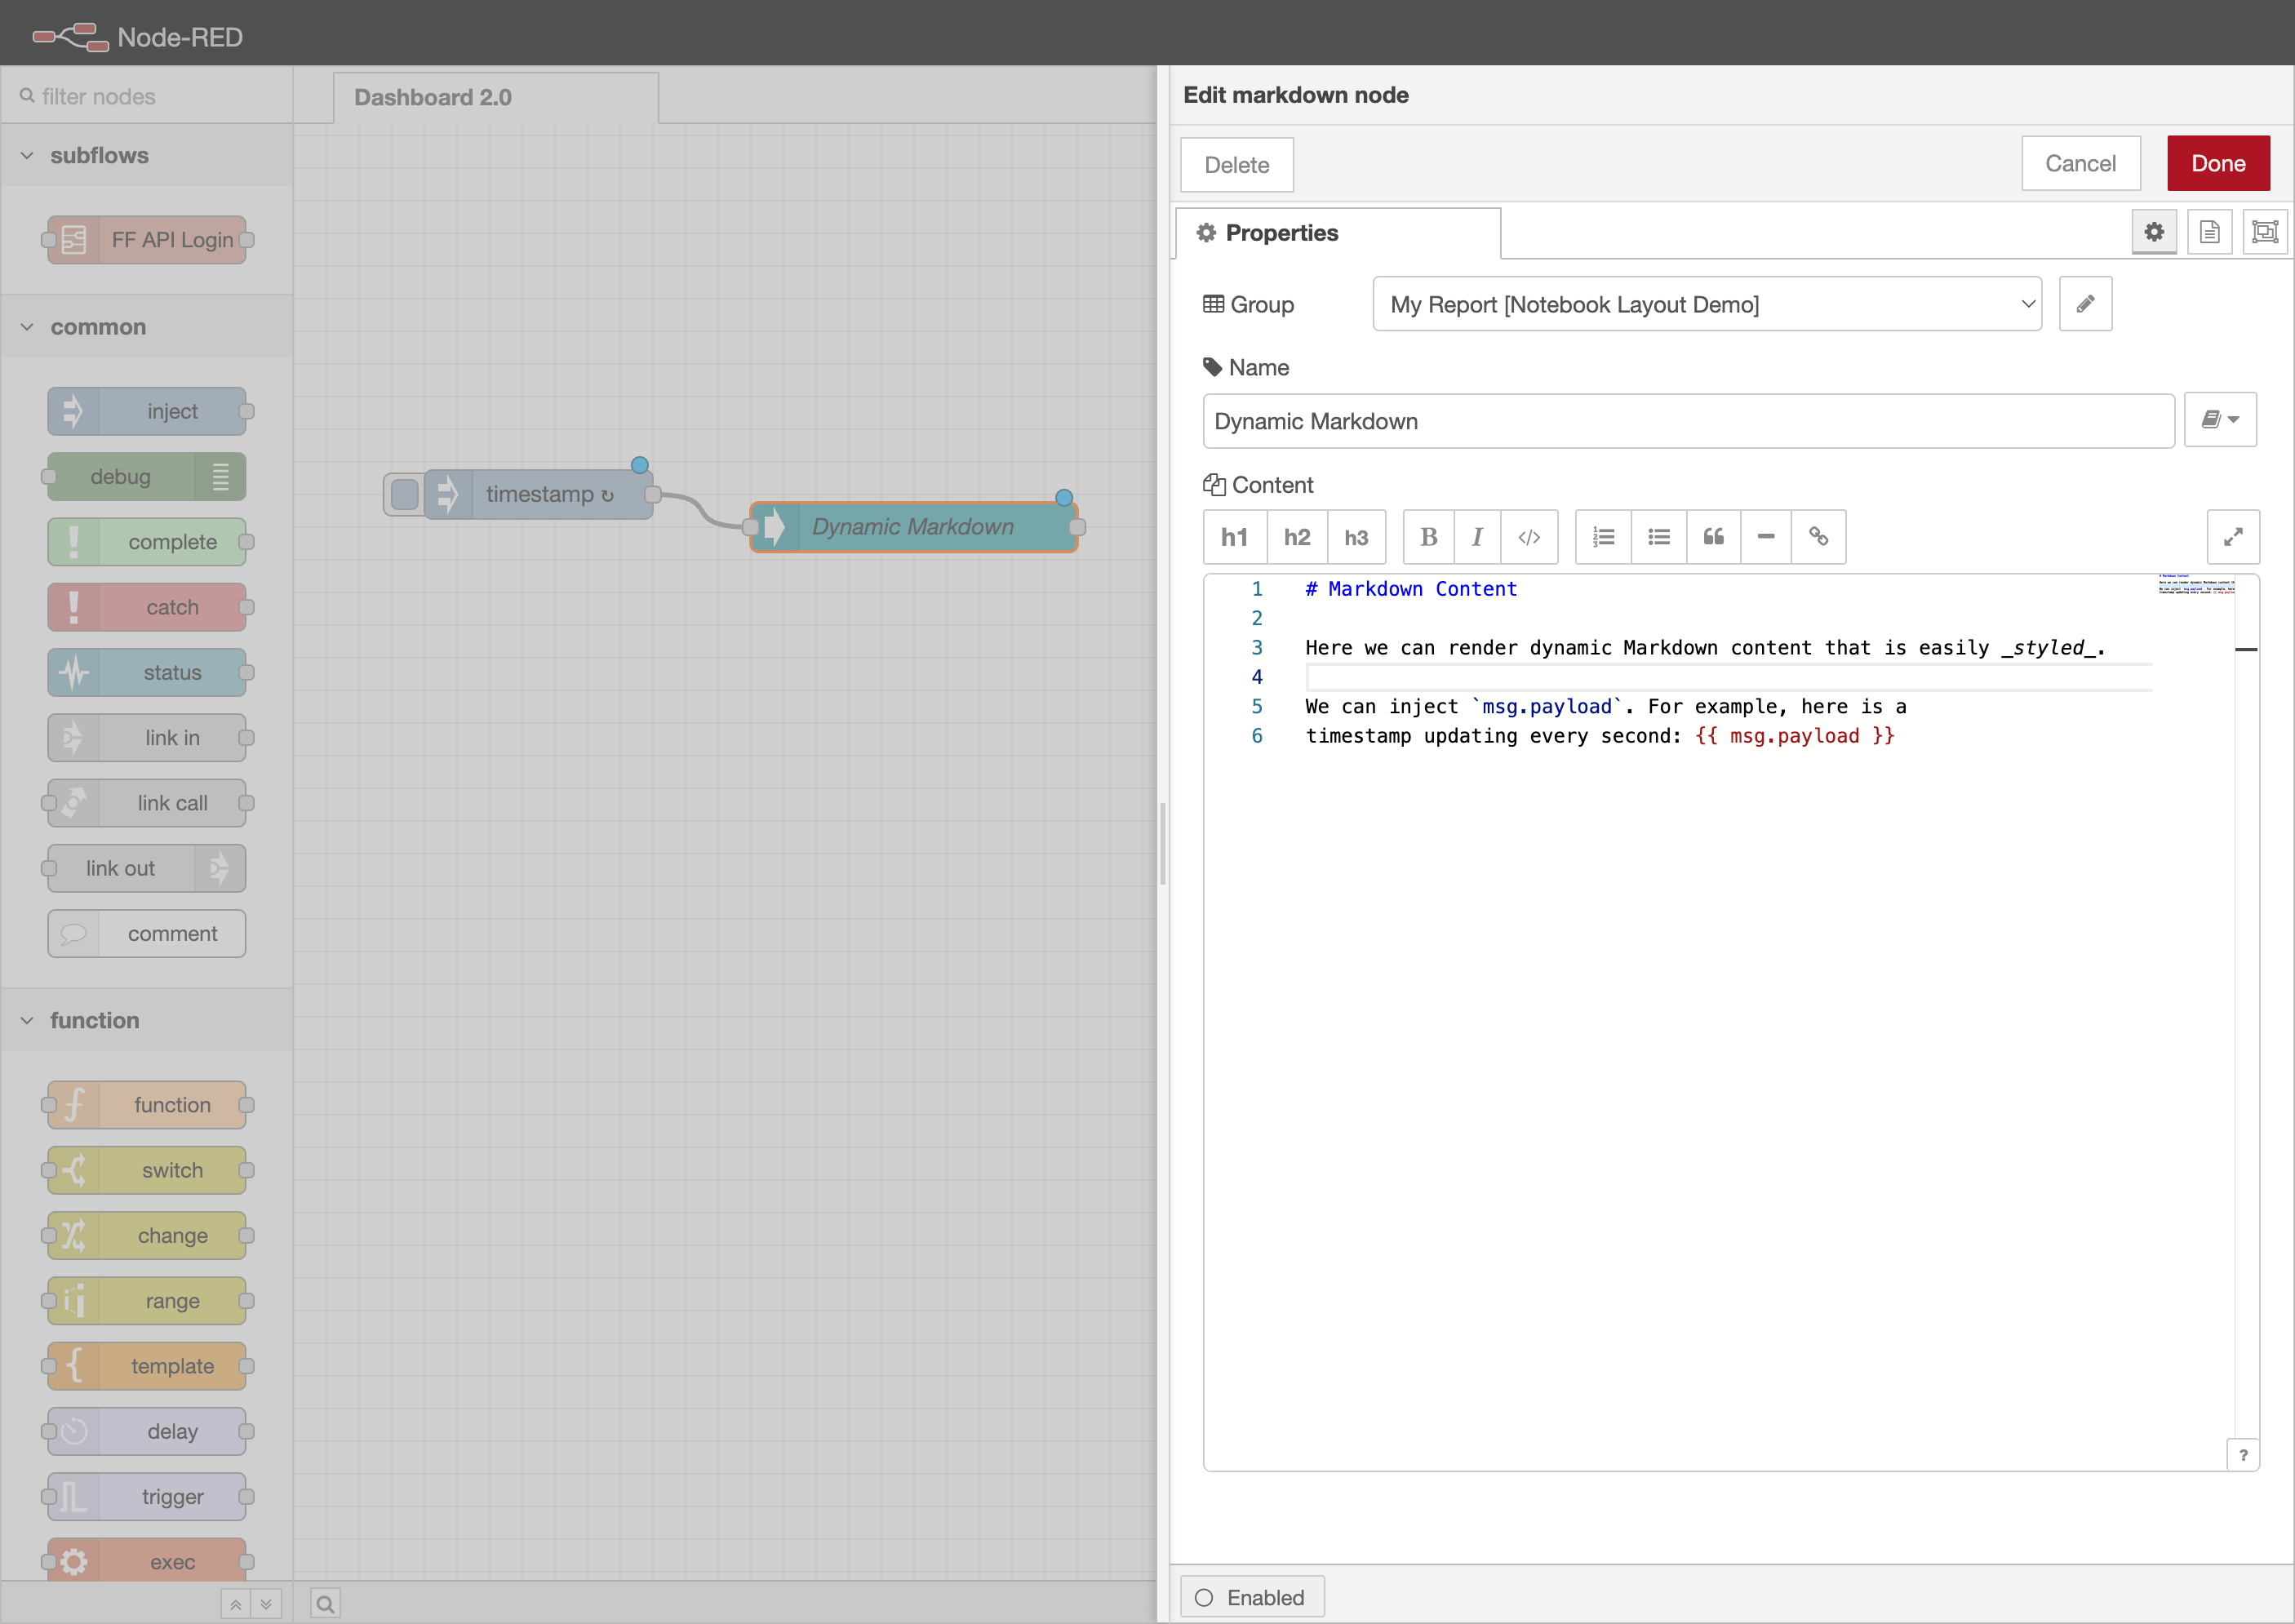 Node-RED
filter nodes
Dashboard 2.0
subflows
FF API Login
common
inject
debug
complete
catch
status
link in
link call
link out
comment
function
function
switch
change
range
template
delay
trigger
exec
timestamp ↻
Dynamic Markdown
Edit markdown node
Delete
Cancel
Done
Properties
Group
My Report [Notebook Layout Demo]
Name
Dynamic Markdown
Content
h1 h2 h3 B I </>
1 # Markdown Content
2
3 Here we can render dynamic Markdown content that is easily _styled_.
4
5 We can inject `msg.payload`. For example, here is a
6 timestamp updating every second: {{ msg.payload }}
?
Enabled